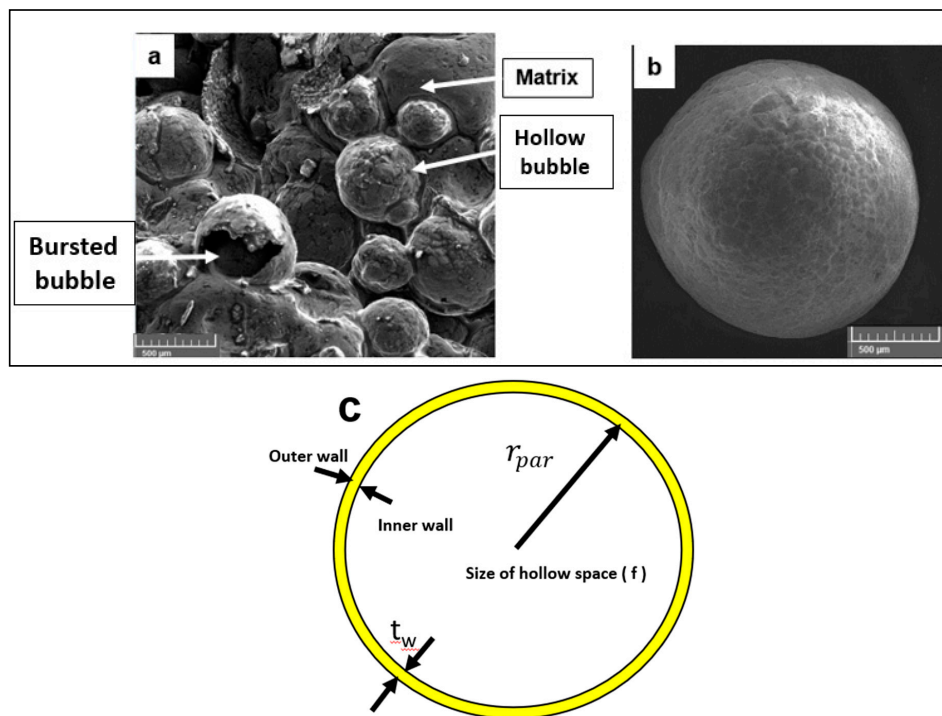 a
Matrix
Hollow
bubble
Bursted
bubble
500 µm
b
500 µm
c
r_par
Outer wall
Inner wall
Size of hollow space ( f )
t_w